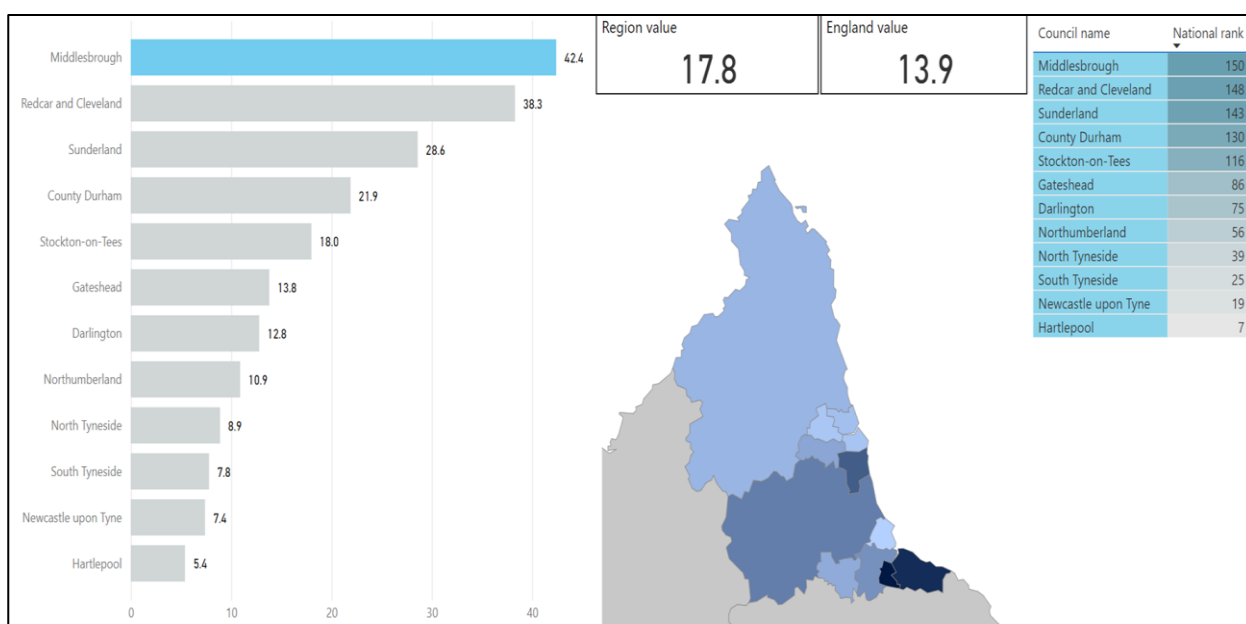 Middlesbrough 42.4
Redcar and Cleveland 38.3
Sunderland 28.6
County Durham 21.9
Stockton-on-Tees 18.0
Gateshead 13.8
Darlington 12.8
Northumberland 10.9
North Tyneside 8.9
South Tyneside 7.8
Newcastle upon Tyne 7.4
Hartlepool 5.4
0 10 20 30 40
Region value
17.8
England value
13.9
Council name National rank
Middlesbrough 150
Redcar and Cleveland 148
Sunderland 143
County Durham 130
Stockton-on-Tees 116
Gateshead 86
Darlington 75
Northumberland 56
North Tyneside 39
South Tyneside 25
Newcastle upon Tyne 19
Hartlepool 7